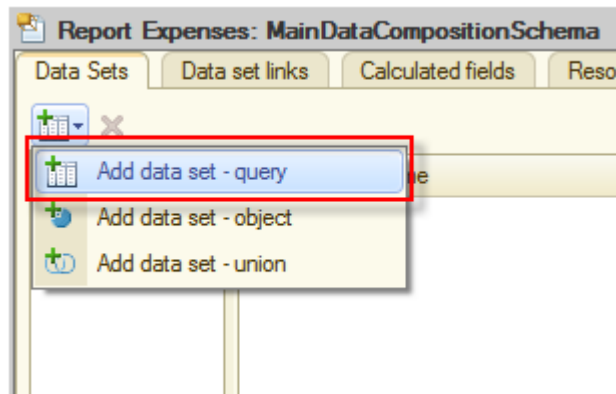 Report Expenses: MainDataCompositionSchema
Data Sets Data set links Calculated fields
Add data set - query
Add data set - object
Add data set - union